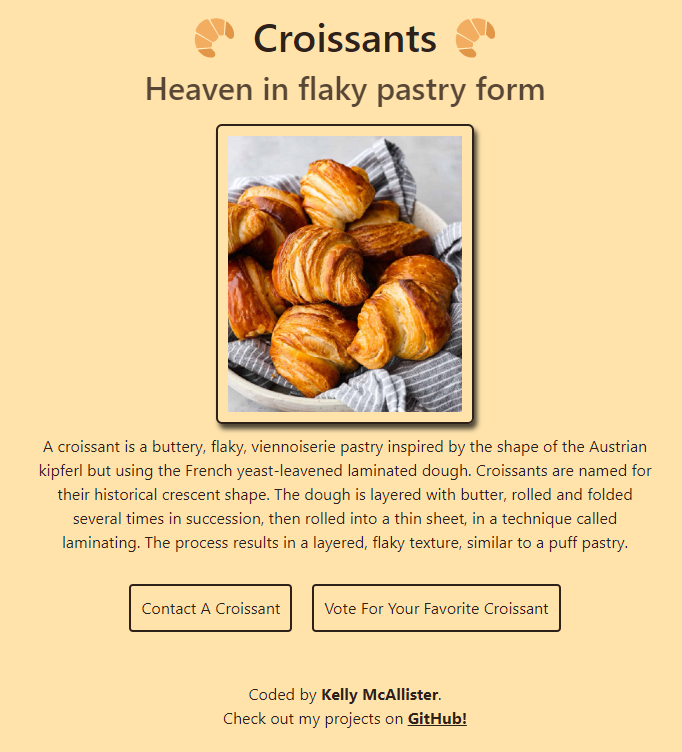 Croissants
Heaven in flaky pastry form
A croissant is a buttery, flaky, viennoiserie pastry inspired by the shape of the Austrian
kipferl but using the French yeast-leavened laminated dough. Croissants are named for
their historical crescent shape. The dough is layered with butter, rolled and folded
several times in succession, then rolled into a thin sheet, in a technique called
laminating. The process results in a layered, flaky texture, similar to a puff pastry.
Contact A Croissant
Vote For Your Favorite Croissant
Coded by Kelly McAllister.
Check out my projects on GitHub!